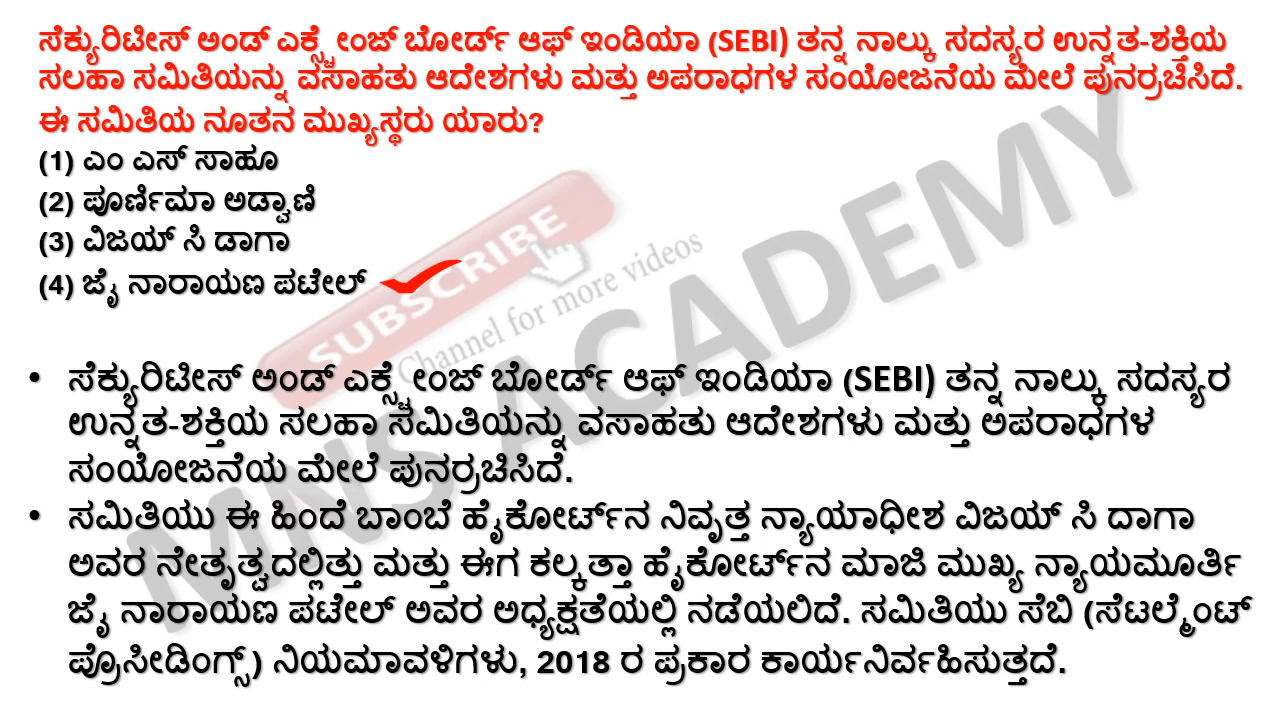 ಸೆಕ್ಯುರಿಟೀಸ್ ಅಂಡ್ ಎಕ್ಸ್ಚೇಂಜ್ ಬೋರ್ಡ್ ಆಫ್ ಇಂಡಿಯಾ (SEBI) ತನ್ನ ನಾಲ್ಕು ಸದಸ್ಯರ ಉನ್ನತ-ಶಕ್ತಿಯ
ಸಲಹಾ ಸಮಿತಿಯನ್ನು ವಸಾಹತು ಆದೇಶಗಳು ಮತ್ತು ಅಪರಾಧಗಳ ಸಂಯೋಜನೆಯ ಮೇಲೆ ಪುನರ್ರಚಿಸಿದೆ.
ಈ ಸಮಿತಿಯ ನೂತನ ಮುಖ್ಯಸ್ಥರು ಯಾರು?
(1) ಎಂ ಎಸ್ ಸಾಹೂ
(2) ಪೂರ್ಣಿಮಾ ಅಡ್ವಾಣಿ
(3) ವಿಜಯ್ ಸಿ ಡಾಗಾ
(4) ಜೈ ನಾರಾಯಣ ಪಟೇಲ್
SUBSCRIBE
Channel for more videos
MNS ACADEMY
• ಸೆಕ್ಯುರಿಟೀಸ್ ಅಂಡ್ ಎಕ್ಸ್ಚೇಂಜ್ ಬೋರ್ಡ್ ಆಫ್ ಇಂಡಿಯಾ (SEBI) ತನ್ನ ನಾಲ್ಕು ಸದಸ್ಯರ
ಉನ್ನತ-ಶಕ್ತಿಯ ಸಲಹಾ ಸಮಿತಿಯನ್ನು ವಸಾಹತು ಆದೇಶಗಳು ಮತ್ತು ಅಪರಾಧಗಳ
ಸಂಯೋಜನೆಯ ಮೇಲೆ ಪುನರ್ರಚಿಸಿದೆ.
• ಸಮಿತಿಯು ಈ ಹಿಂದೆ ಬಾಂಬೆ ಹೈಕೋರ್ಟ್‌ನ ನಿವೃತ್ತ ನ್ಯಾಯಾಧೀಶ ವಿಜಯ್ ಸಿ ದಾಗಾ
ಅವರ ನೇತೃತ್ವದಲ್ಲಿತ್ತು ಮತ್ತು ಈಗ ಕಲ್ಕತ್ತಾ ಹೈಕೋರ್ಟ್‌ನ ಮಾಜಿ ಮುಖ್ಯ ನ್ಯಾಯಮೂರ್ತಿ
ಜೈ ನಾರಾಯಣ ಪಟೇಲ್ ಅವರ ಅಧ್ಯಕ್ಷತೆಯಲ್ಲಿ ನಡೆಯಲಿದೆ. ಸಮಿತಿಯು ಸೆಬಿ (ಸೆಟಲ್ಮೆಂಟ್
ಪ್ರೊಸೀಡಿಂಗ್ಸ್) ನಿಯಮಾವಳಿಗಳು, 2018 ರ ಪ್ರಕಾರ ಕಾರ್ಯನಿರ್ವಹಿಸುತ್ತದೆ.